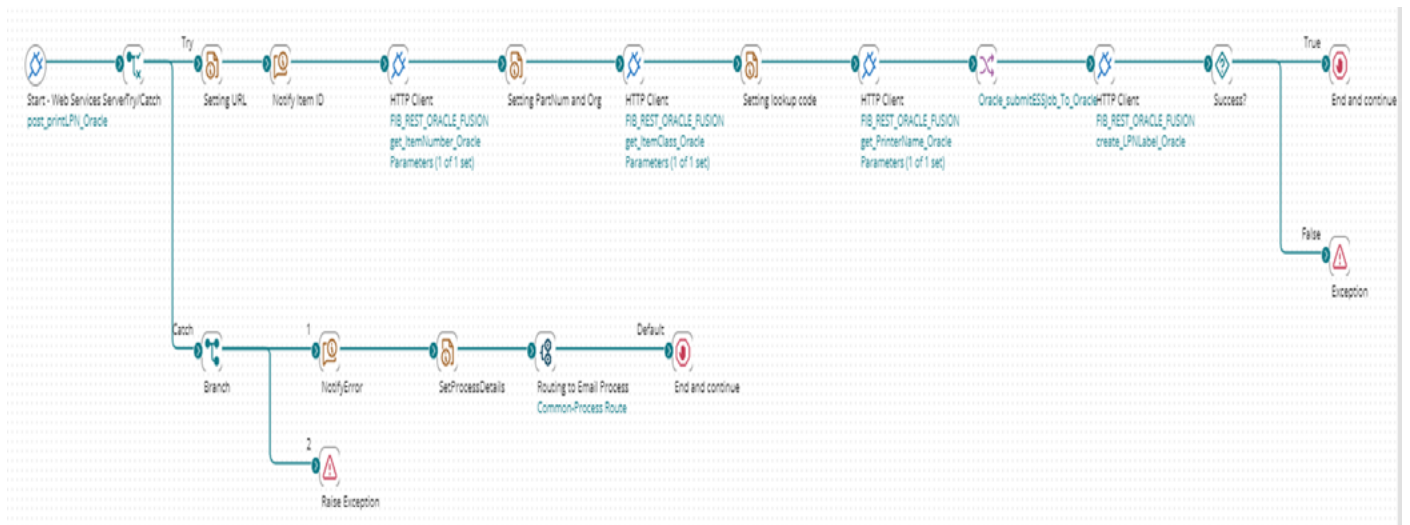 Try
True
Start - Web Services Server
post_printLPN_Oracle
Try/Catch
Setting URL
Notify Item ID
HTTP Client
FIB_REST_ORACLE_FUSION
get_ItemNumber_Oracle
Parameters (1 of 1 set)
Setting PartNum and Org
HTTP Client
FIB_REST_ORACLE_FUSION
get_ItemClass_Oracle
Parameters (1 of 1 set)
Setting lookup code
HTTP Client
FIB_REST_ORACLE_FUSION
get_PrinterName_Oracle
Parameters (1 of 1 set)
Oracle_submitESSjob_To_Oracle
HTTP Client
FIB_REST_ORACLE_FUSION
create_LPNLabel_Oracle
Success?
End and continue
False
Exception
Catch
Branch
1
NotifyError
SetProcessDetails
Routing to Email Process
Common-Process Route
Default
End and continue
2
Raise Exception